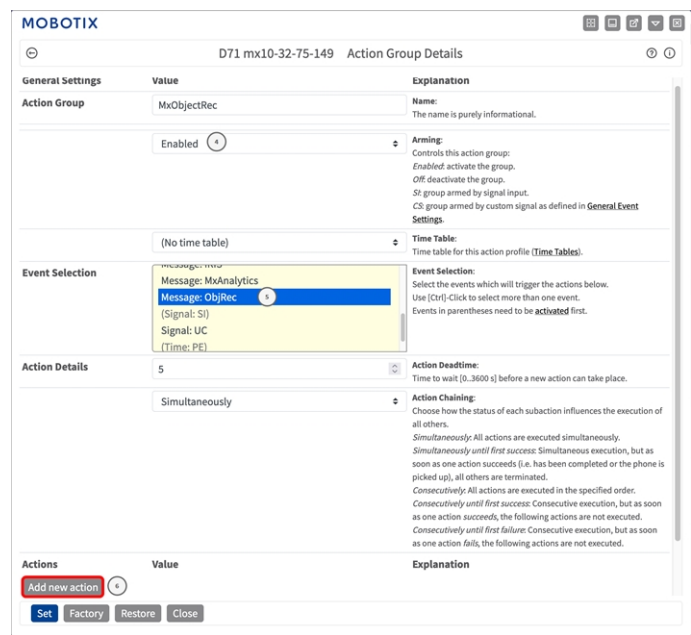 MOBOTIX
D71 mx10-32-75-149 Action Group Details
General Settings Value Explanation
Action Group MxObjectRec Name:
The name is purely informational.
Enabled 4 Arming:
Controls this action group:
Enabled: activate the group.
Off: deactivate the group.
SI: group armed by signal input.
CS: group armed by custom signal as defined in General Event
Settings.
(No time table) Time Table:
Time table for this action profile (Time Tables).
Event Selection
Message: MxAnalytics
Message: ObjRec 5
(Signal: SI)
Signal: UC
(Time: PE)
Event Selection:
Select the events which will trigger the actions below.
Use [Ctrl]-Click to select more than one event.
Events in parentheses need to be activated first.
Action Details 5 Action Deadtime:
Time to wait [0..3600 s] before a new action can take place.
Simultaneously Action Chaining:
Choose how the status of each subaction influences the execution of
all others.
Simultaneously: All actions are executed simultaneously.
Simultaneously until first success: Simultaneous execution, but as
soon as one action succeeds (i.e. has been completed or the phone is
picked up), all others are terminated.
Consecutively: All actions are executed in the specified order.
Consecutively until first success: Consecutive execution, but as soon
as one action succeeds, the following actions are not executed.
Consecutively until first failure: Consecutive execution, but as soon
as one action fails, the following actions are not executed.
Actions Value Explanation
Add new action 6
Set Factory Restore Close